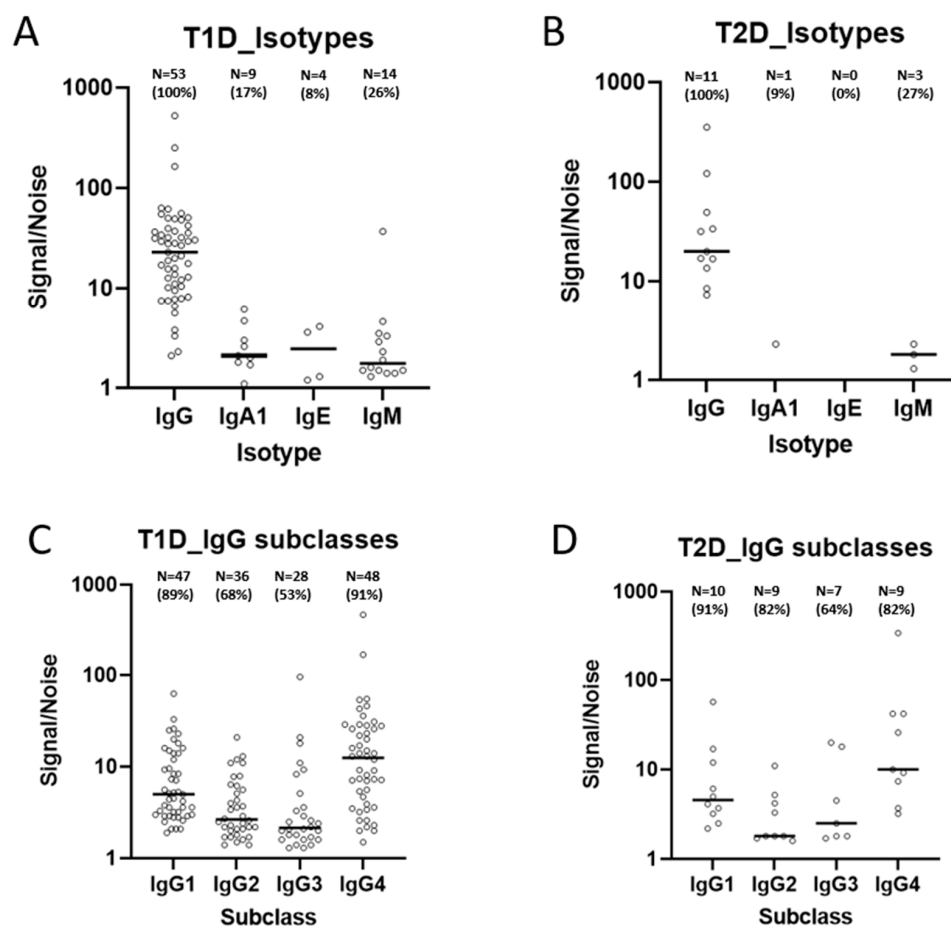 A
T1D_Isotypes
N=53 N=9 N=4 N=14
(100%) (17%) (8%) (26%)
1000
100
10
1
Signal/Noise
IgG IgA1 IgE IgM
Isotype
B
T2D_Isotypes
N=11 N=1 N=0 N=3
(100%) (9%) (0%) (27%)
1000
100
10
1
Signal/Noise
IgG IgA1 IgE IgM
Isotype
C
T1D_IgG subclasses
N=47 N=36 N=28 N=48
(89%) (68%) (53%) (91%)
1000
100
10
1
Signal/Noise
IgG1 IgG2 IgG3 IgG4
Subclass
D
T2D_IgG subclasses
N=10 N=9 N=7 N=9
(91%) (82%) (64%) (82%)
1000
100
10
1
Signal/Noise
IgG1 IgG2 IgG3 IgG4
Subclass